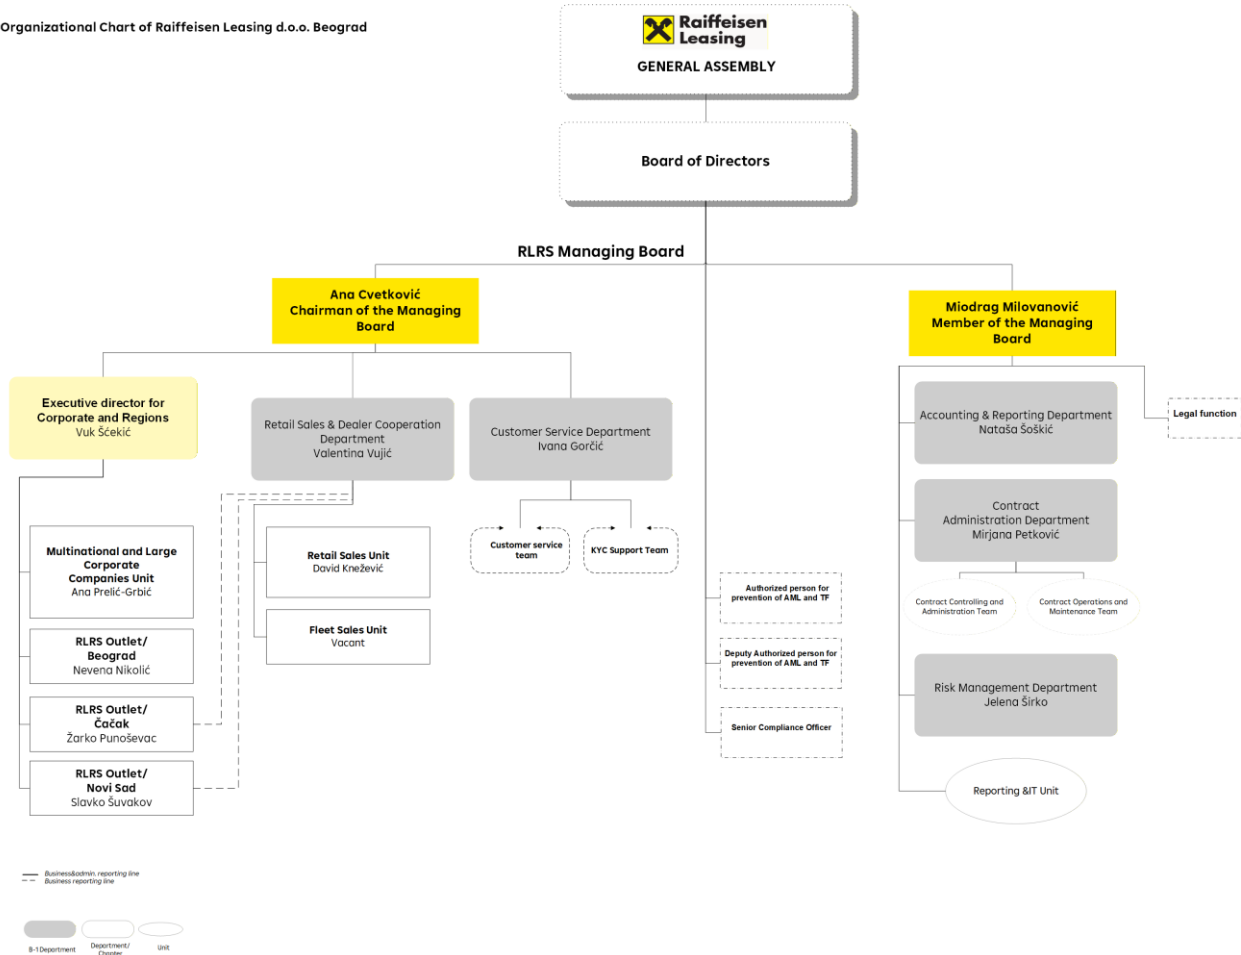 Organizational Chart of Raiffeisen Leasing d.o.o. Beograd
Raiffeisen
Leasing
GENERAL ASSEMBLY
Board of Directors
RLRS Managing Board
Ana Cvetković
Chairman of the Managing
Board
Miodrag Milovanović
Member of the Managing
Board
Executive director for
Corporate and Regions
Vuk Šćekić
Retail Sales & Dealer Cooperation
Department
Valentina Vujić
Customer Service Department
Ivana Gorčić
Accounting & Reporting Department
Nataša Šoškić
Legal function
Multinational and Large
Corporate
Companies Unit
Ana Prelić-Grbić
RLRS Outlet/
Beograd
Nevena Nikolić
RLRS Outlet/
Čačak
Žarko Punoševac
RLRS Outlet/
Novi Sad
Slavko Šuvakov
Retail Sales Unit
David Knežević
Fleet Sales Unit
Vacant
Customer service
team
KYC Support Team
Authorized person for
prevention of AML and TF
Deputy Authorized person for
prevention of AML and TF
Senior Compliance Officer
Contract
Administration Department
Mirjana Petković
Contract Controlling and
Administration Team
Contract Operations and
Maintenance Team
Risk Management Department
Jelena Širko
Reporting &IT Unit
Business&admin. reporting line
Business reporting line
B-1 Department
Department/
Chapter
Unit